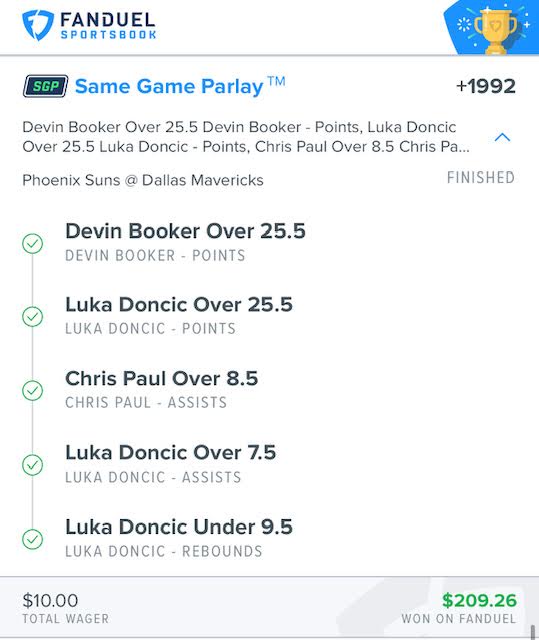 FANDUEL
SPORTSBOOK
SGP Same Game Parlay™ +1992
Devin Booker Over 25.5 Devin Booker - Points, Luka Doncic
Over 25.5 Luka Doncic - Points, Chris Paul Over 8.5 Chris Pa...
Phoenix Suns @ Dallas Mavericks FINISHED
Devin Booker Over 25.5
DEVIN BOOKER - POINTS
Luka Doncic Over 25.5
LUKA DONCIC - POINTS
Chris Paul Over 8.5
CHRIS PAUL - ASSISTS
Luka Doncic Over 7.5
LUKA DONCIC - ASSISTS
Luka Doncic Under 9.5
LUKA DONCIC - REBOUNDS
$10.00 $209.26
TOTAL WAGER WON ON FANDUEL